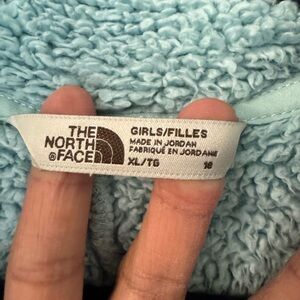 THE
NORTH
®FACE
GIRLS/FILLES
MADE IN JORDAN
FABRIQUÉ EN JORDANIE
XL/TG 18